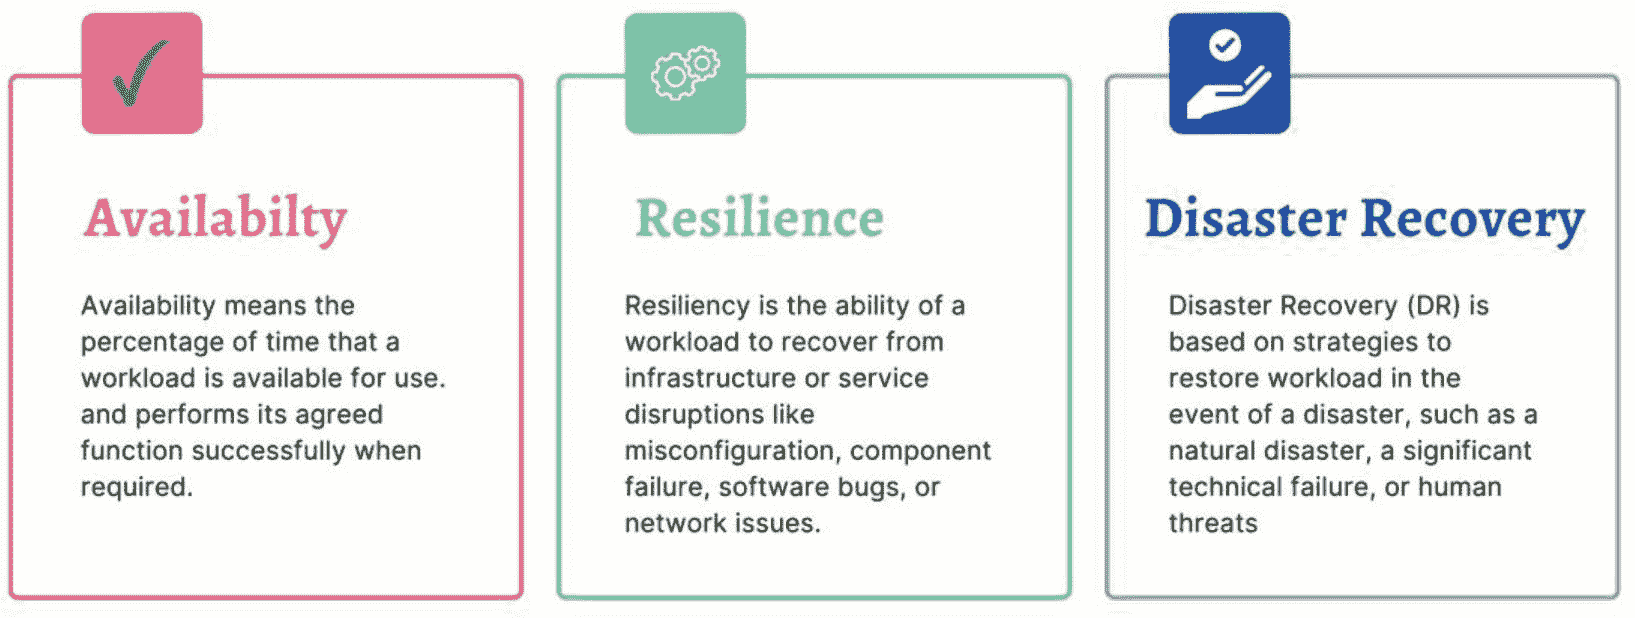 Availabilty
Availability means the
percentage of time that a
workload is available for use.
and performs its agreed
function successfully when
required.
Resilience
Resiliency is the ability of a
workload to recover from
infrastructure or service
disruptions like
misconfiguration, component
failure, software bugs, or
network issues.
Disaster Recovery
Disaster Recovery (DR) is
based on strategies to
restore workload in the
event of a disaster, such as a
natural disaster, a significant
technical failure, or human
threats